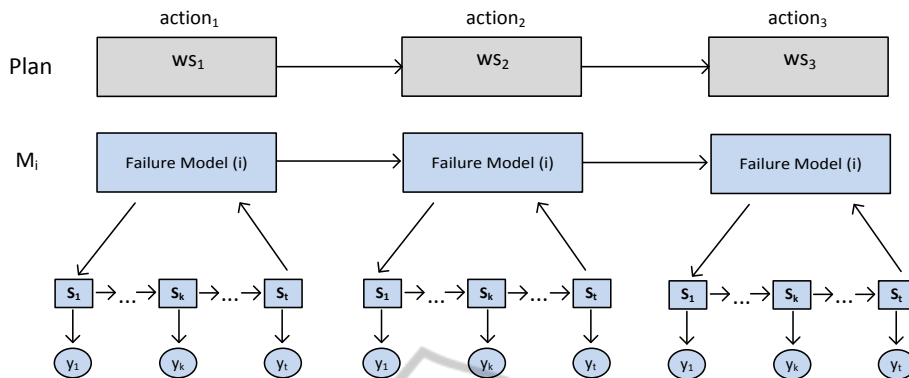 action₁ action₂ action₃
Plan ws₁ ws₂ ws₃
Mᵢ Failure Model (i) Failure Model (i) Failure Model (i)
S₁ ... Sₖ ... Sₜ S₁ ... Sₖ ... Sₜ S₁ ... Sₖ ... Sₜ
y₁ yₖ yₜ y₁ yₖ yₜ y₁ yₖ yₜ